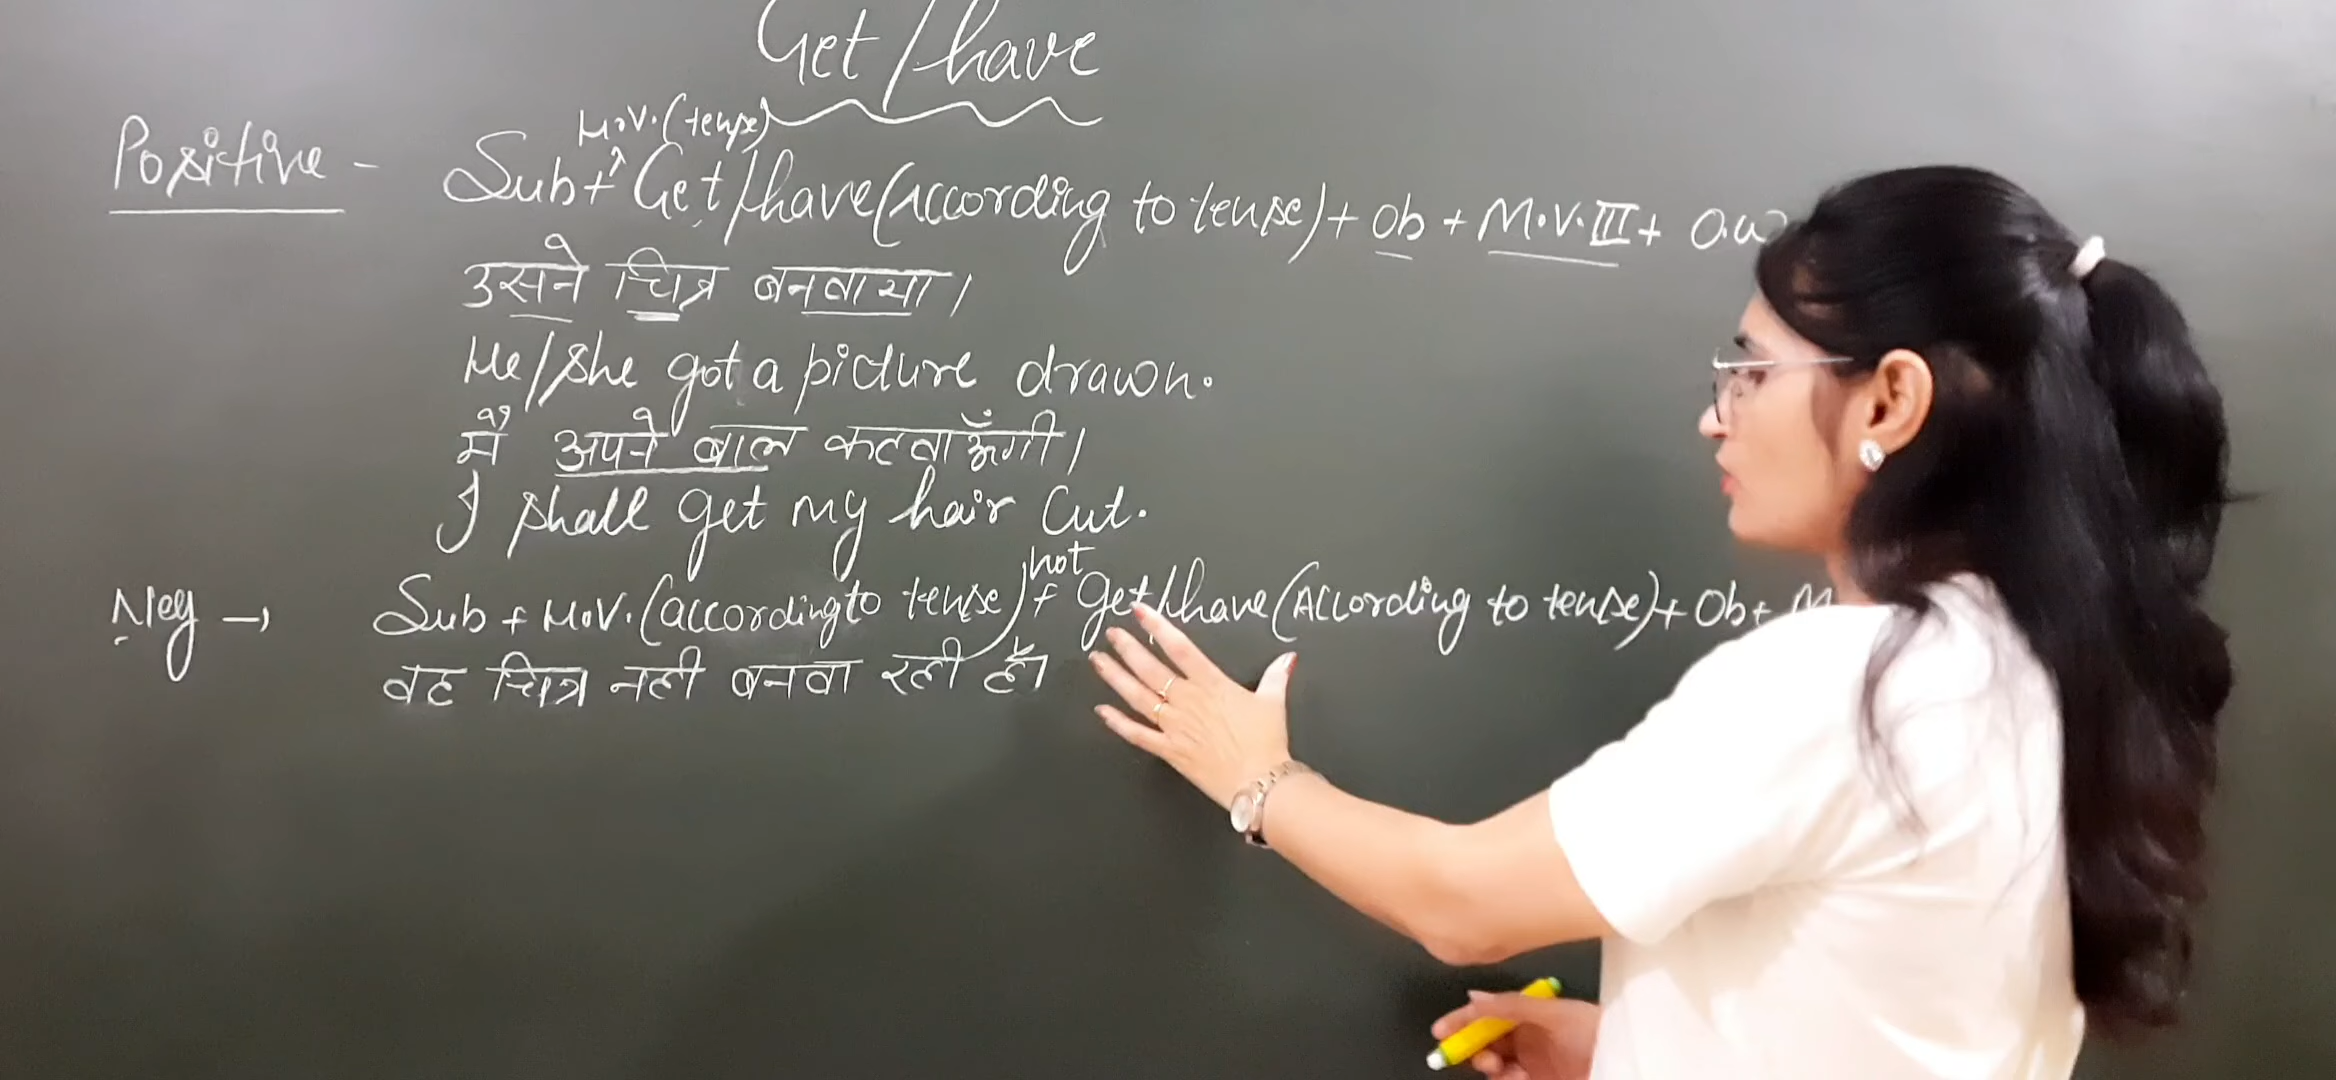 Get/have
H.V.(tense)
Positive - Sub + Get/have(According to tense) + Ob + M.V.III + O.w
उसने चित्र बनवाया।
He/She got a picture drawn.
मैं अपने बाल कटवाऊँगी।
I shall get my hair cut.
not
Neg → Sub + H.V.(according to tense) + get/have(According to tense) + Ob + M
वह चित्र नही बनवा रही है।